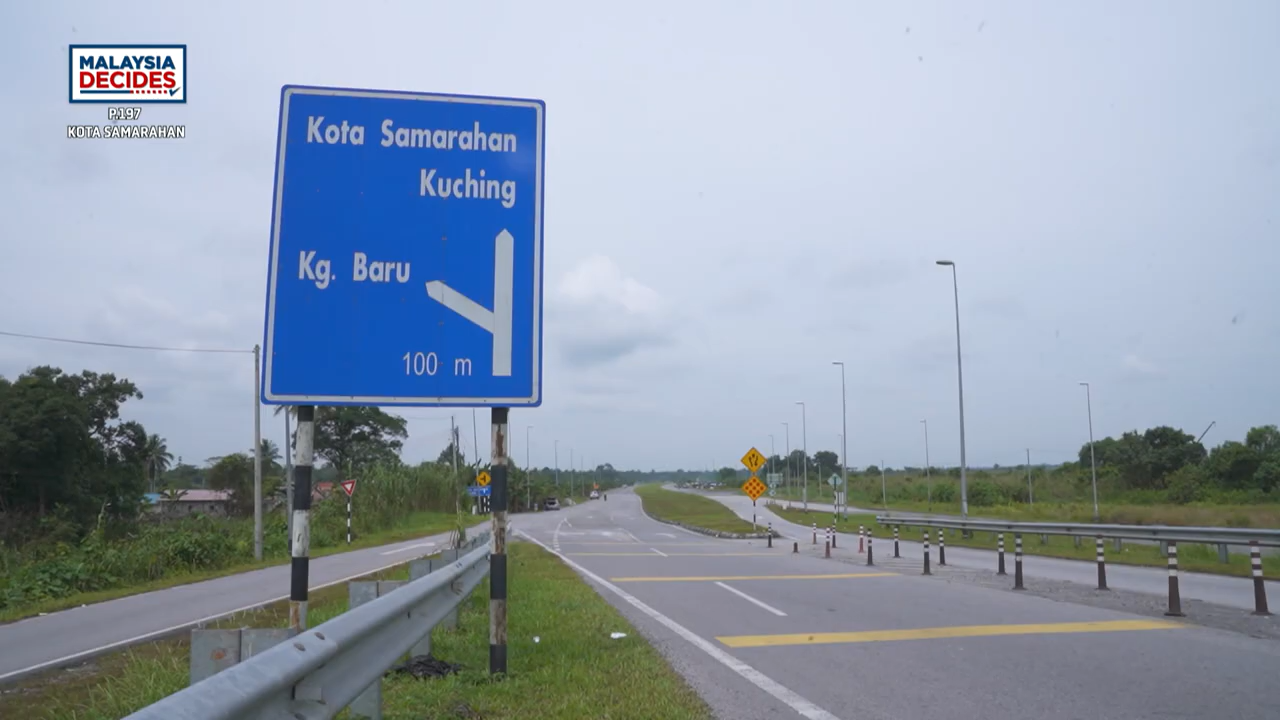 MALAYSIA
DECIDES
P.197
KOTA SAMARAHAN
Kota Samarahan
Kuching
Kg. Baru
100 m